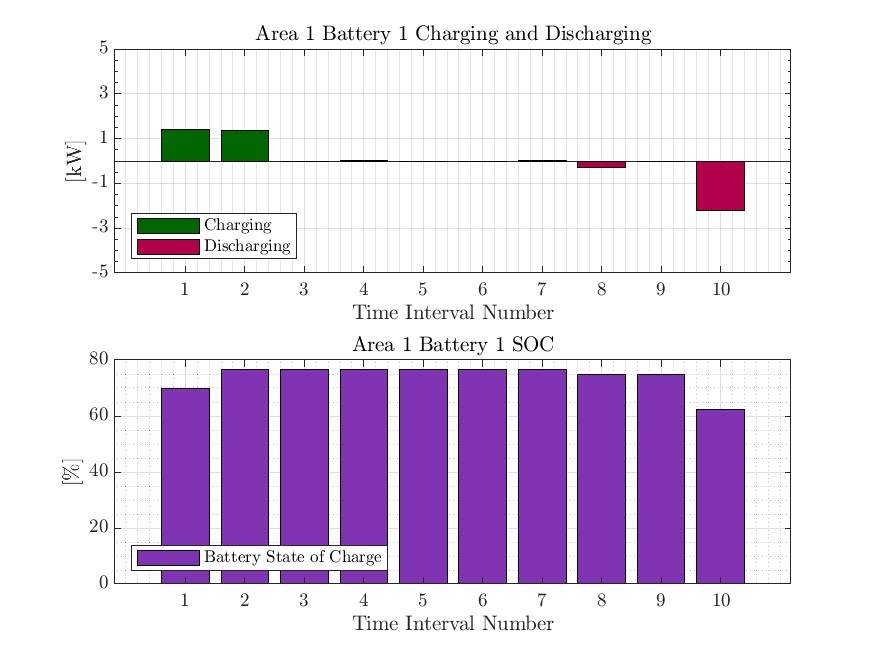 Area 1 Battery 1 Charging and Discharging
5
3
1
-1
-3
-5
[kW]
Charging
Discharging
1 2 3 4 5 6 7 8 9 10
Time Interval Number
Area 1 Battery 1 SOC
80
60
40
20
0
[%]
Battery State of Charge
1 2 3 4 5 6 7 8 9 10
Time Interval Number